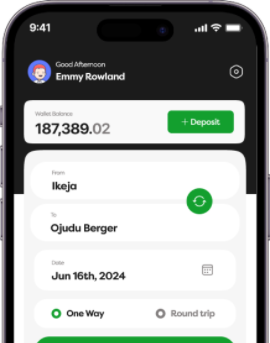 9:41
Good Afternoon
Emmy Rowland
Wallet Balance
187,389.02
+ Deposit
From
Ikeja
To
Ojudu Berger
Date
Jun 16th, 2024
One Way
Round trip